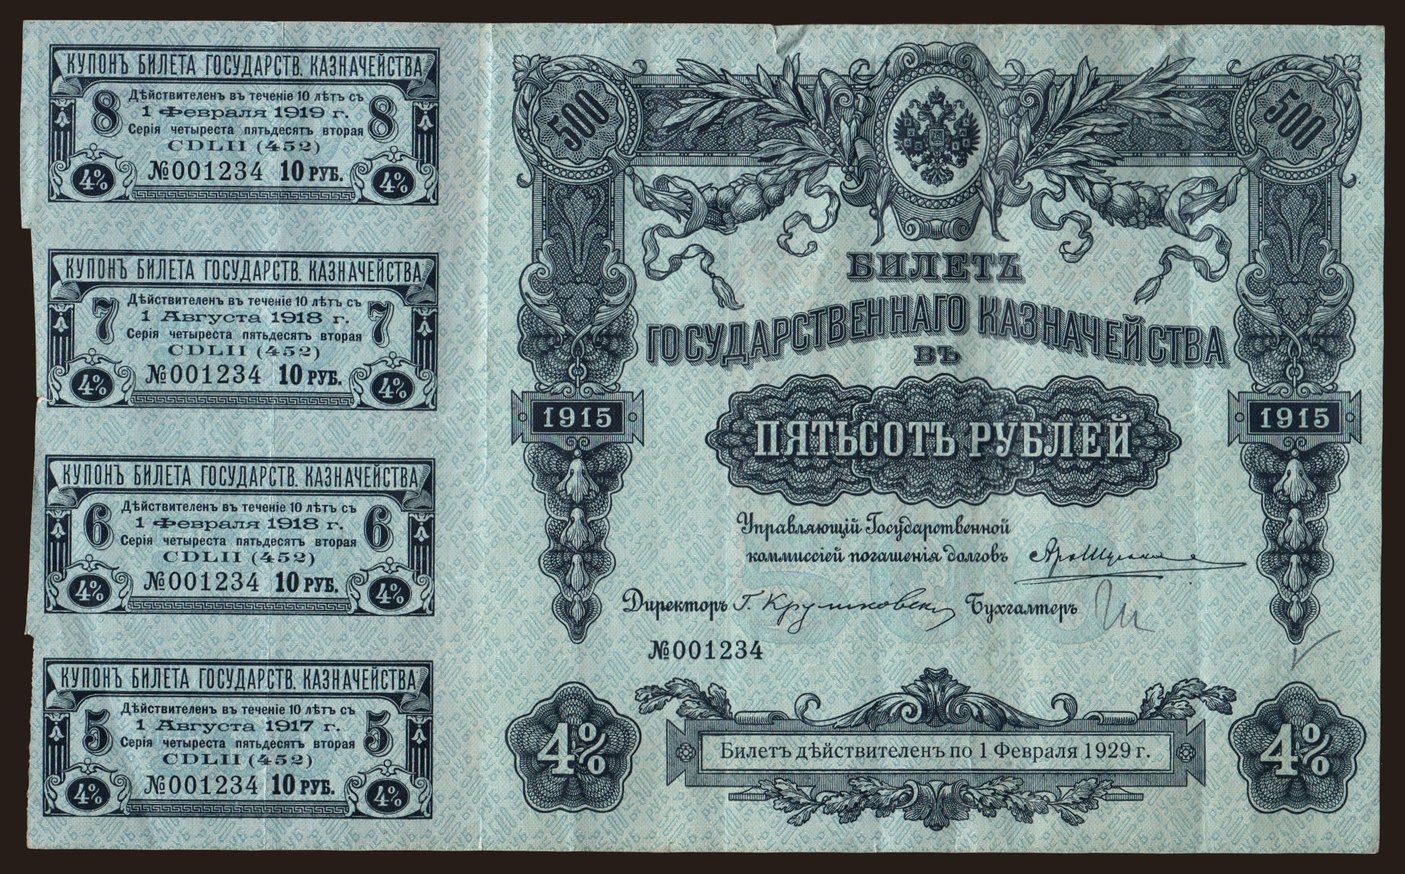 КУПОНЪ БИЛЕТА ГОСУДАРСТВ. КАЗНАЧЕЙСТВА
8
Дѣйствителенъ въ теченіе 10 лѣтъ съ
8
1 Февраля 1919 г.
Серія четыреста пятьдесятъ вторая
CDLII (452)
4%
№001234 10 РУБ.
4%
КУПОНЪ БИЛЕТА ГОСУДАРСТВ. КАЗНАЧЕЙСТВА
7
Дѣйствителенъ въ теченіе 10 лѣтъ съ
7
1 Августа 1918 г.
Серія четыреста пятьдесятъ вторая
CDLII (452)
4%
№001234 10 РУБ.
4%
КУПОНЪ БИЛЕТА ГОСУДАРСТВ. КАЗНАЧЕЙСТВА
6
Дѣйствителенъ въ теченіе 10 лѣтъ съ
6
1 Февраля 1918 г.
Серія четыреста пятьдесятъ вторая
CDLII (452)
4%
№001234 10 РУБ.
4%
КУПОНЪ БИЛЕТА ГОСУДАРСТВ. КАЗНАЧЕЙСТВА
5
Дѣйствителенъ въ теченіе 10 лѣтъ съ
5
1 Августа 1917 г.
Серія четыреста пятьдесятъ вторая
CDLII (452)
4%
№001234 10 РУБ.
4%
500
500
БИЛЕТЪ
ГОСУДАРСТВЕННАГО КАЗНАЧЕЙСТВА
ВЪ
1915
ПЯТЬСОТЪ РУБЛЕЙ
1915
Управляющій Государственной
коммиссіей погашенія долговъ
500
Директоръ
Бухгалтеръ
№001234
4%
Билетъ дѣйствителенъ по 1 Февраля 1929 г.
4%